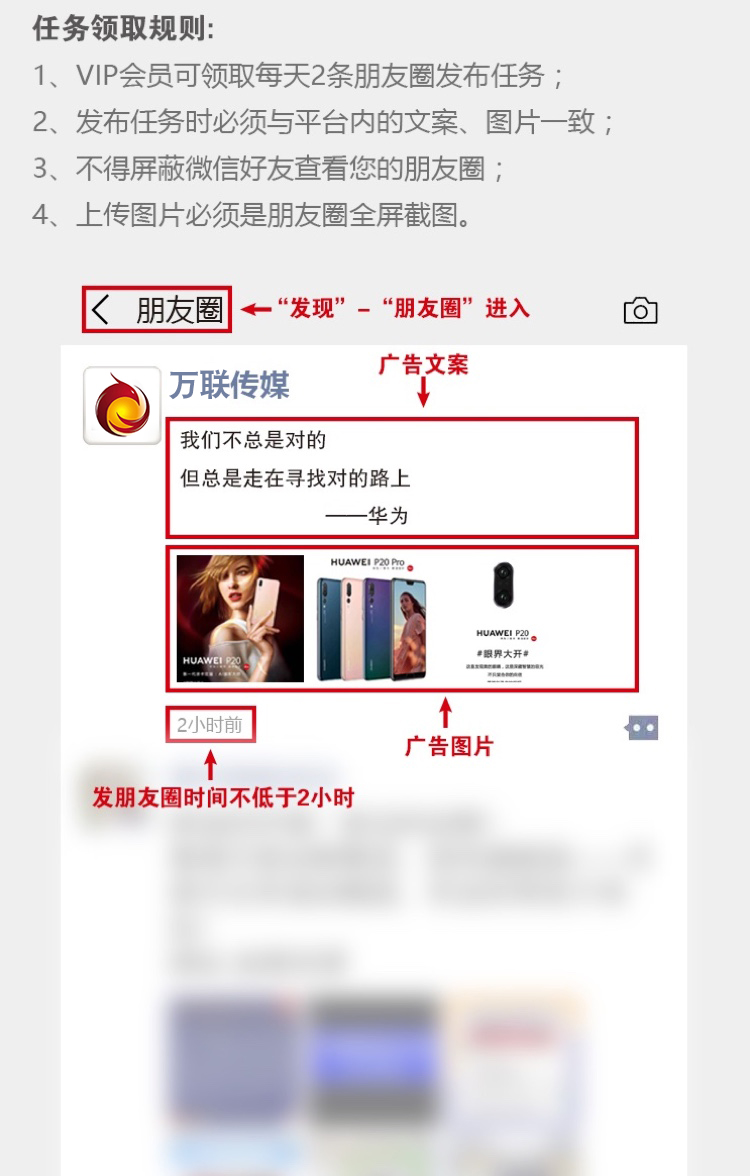 任务领取规则:
1、VIP会员可领取每天2条朋友圈发布任务；
2、发布任务时必须与平台内的文案、图片一致；
3、不得屏蔽微信好友查看您的朋友圈；
4、上传图片必须是朋友圈全屏截图。
朋友圈
“发现”-“朋友圈”进入
广告文案
万联传媒
我们不总是对的
但总是走在寻找对的路上
——华为
HUAWEI P20 Pro
HUAWEI P20
HUAWEI P20
#眼界大开#
2小时前
广告图片
发朋友圈时间不低于2小时